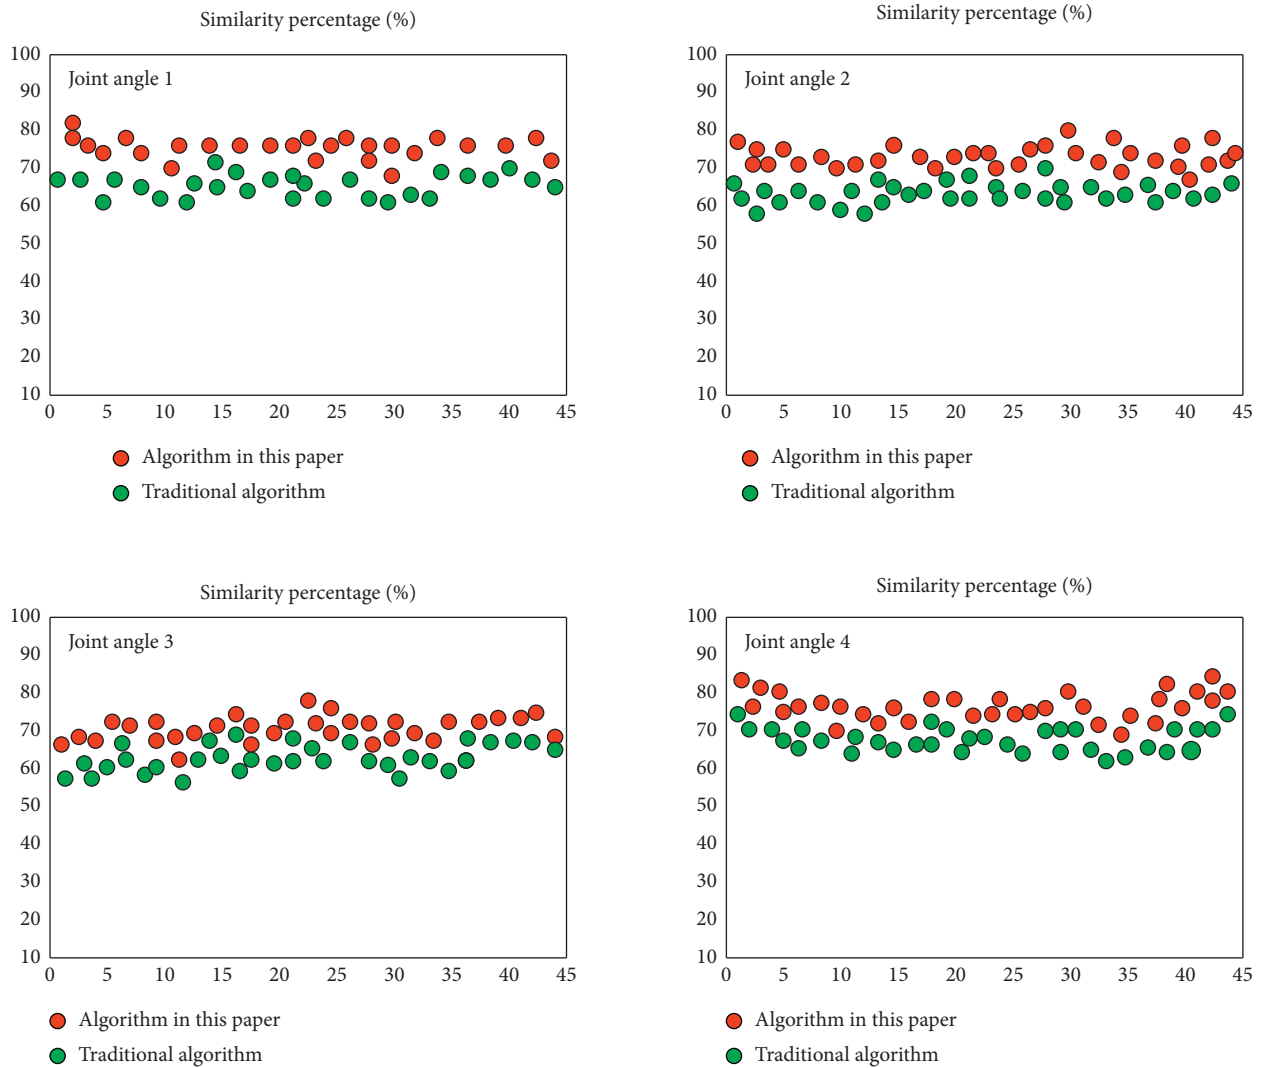 Similarity percentage (%)
100
90
80
70
60
50
40
30
20
10
Joint angle 1
0 5 10 15 20 25 30 35 40 45
Algorithm in this paper
Traditional algorithm
Similarity percentage (%)
100
90
80
70
60
50
40
30
20
10
Joint angle 2
0 5 10 15 20 25 30 35 40 45
Algorithm in this paper
Traditional algorithm
Similarity percentage (%)
100
90
80
70
60
50
40
30
20
10
Joint angle 3
0 5 10 15 20 25 30 35 40 45
Algorithm in this paper
Traditional algorithm
Similarity percentage (%)
100
90
80
70
60
50
40
30
20
10
Joint angle 4
0 5 10 15 20 25 30 35 40 45
Algorithm in this paper
Traditional algorithm